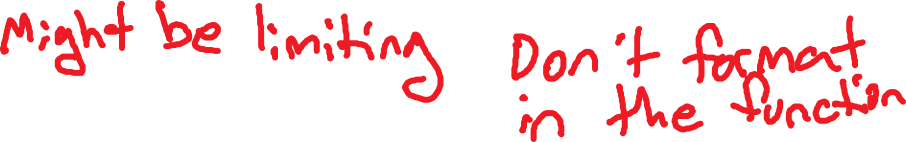 Might be limiting
Don't format
in the function